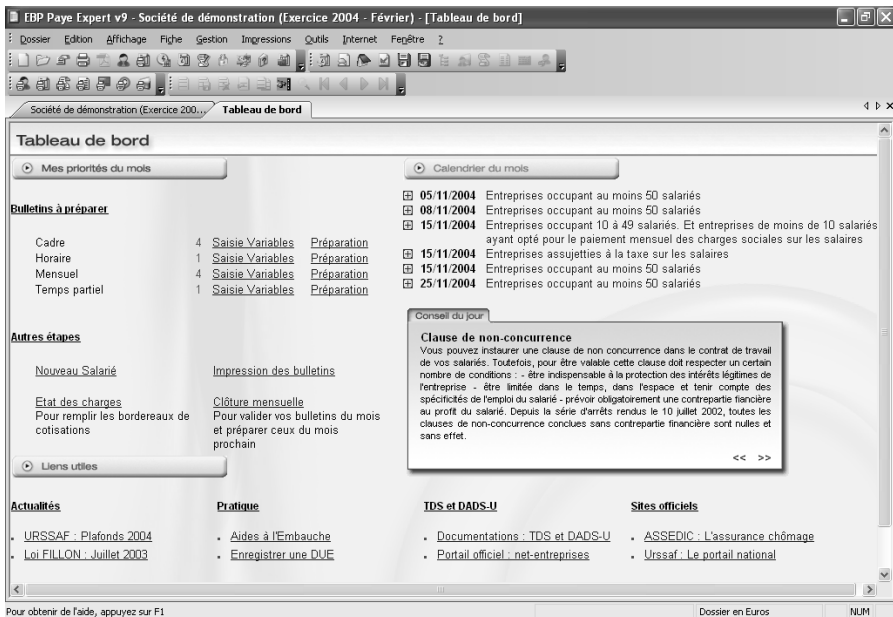 EBP Paye Expert v9 - Société de démonstration (Exercice 2004 - Février) - [Tableau de bord]
Dossier Edition Affichage Fiche Gestion Impressions Outils Internet Fenêtre ?
Société de démonstration (Exercice 200... Tableau de bord
Tableau de bord
Mes priorités du mois
Bulletins à préparer
Cadre 4 Saisie Variables Préparation
Horaire 1 Saisie Variables Préparation
Mensuel 4 Saisie Variables Préparation
Temps partiel 1 Saisie Variables Préparation
Autres étapes
Nouveau Salarié Impression des bulletins
Etat des charges Clôture mensuelle
Pour remplir les bordereaux de Pour valider vos bulletins du mois
cotisations et préparer ceux du mois
prochain
Calendrier du mois
05/11/2004 Entreprises occupant au moins 50 salariés
08/11/2004 Entreprises occupant au moins 50 salariés
15/11/2004 Entreprises occupant 10 à 49 salariés. Et entreprises de moins de 10 salariés
ayant opté pour le paiement mensuel des charges sociales sur les salaires
15/11/2004 Entreprises assujetties à la taxe sur les salaires
15/11/2004 Entreprises occupant au moins 50 salariés
25/11/2004 Entreprises occupant au moins 50 salariés
Conseil du jour
Clause de non-concurrence
Vous pouvez instaurer une clause de non concurrence dans le contrat de travail
de vos salariés. Toutefois, pour être valable cette clause doit respecter un certain
nombre de conditions : - être indispensable à la protection des intérêts légitimes de
l'entreprise - être limitée dans le temps, dans l'espace et tenir compte des
spécificités de l'emploi du salarié - prévoir obligatoirement une contrepartie fiancière
au profit du salarié. Depuis la série d'arrêts rendus le 10 juillet 2002, toutes les
clauses de non-concurrence conclues sans contrepartie financière sont nulles et
sans effet.
<< >>
Liens utiles
Actualités Pratique TDS et DADS-U Sites officiels
URSSAF : Plafonds 2004 Aides à l'Embauche Documentations : TDS et DADS-U ASSEDIC : L'assurance chômage
Loi FILLON : Juillet 2003 Enregistrer une DUE Portail officiel : net-entreprises Urssaf : Le portail national
Pour obtenir de l'aide, appuyez sur F1 Dossier en Euros NUM